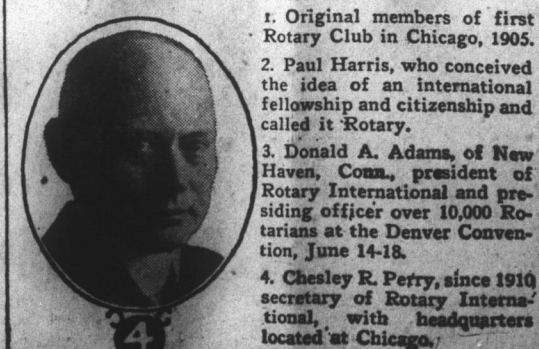 1. Original members of first
Rotary Club in Chicago, 1905.
2. Paul Harris, who conceived
the idea of an international
fellowship and citizenship and
called it Rotary.
3. Donald A. Adams, of New
Haven, Conn., president of
Rotary International and pre-
siding officer over 10,000 Ro-
tarians at the Denver Conven-
tion, June 14-18.
4. Chesley R. Perry, since 1910
secretary of Rotary Interna-
tional, with headquarters
located at Chicago.
4